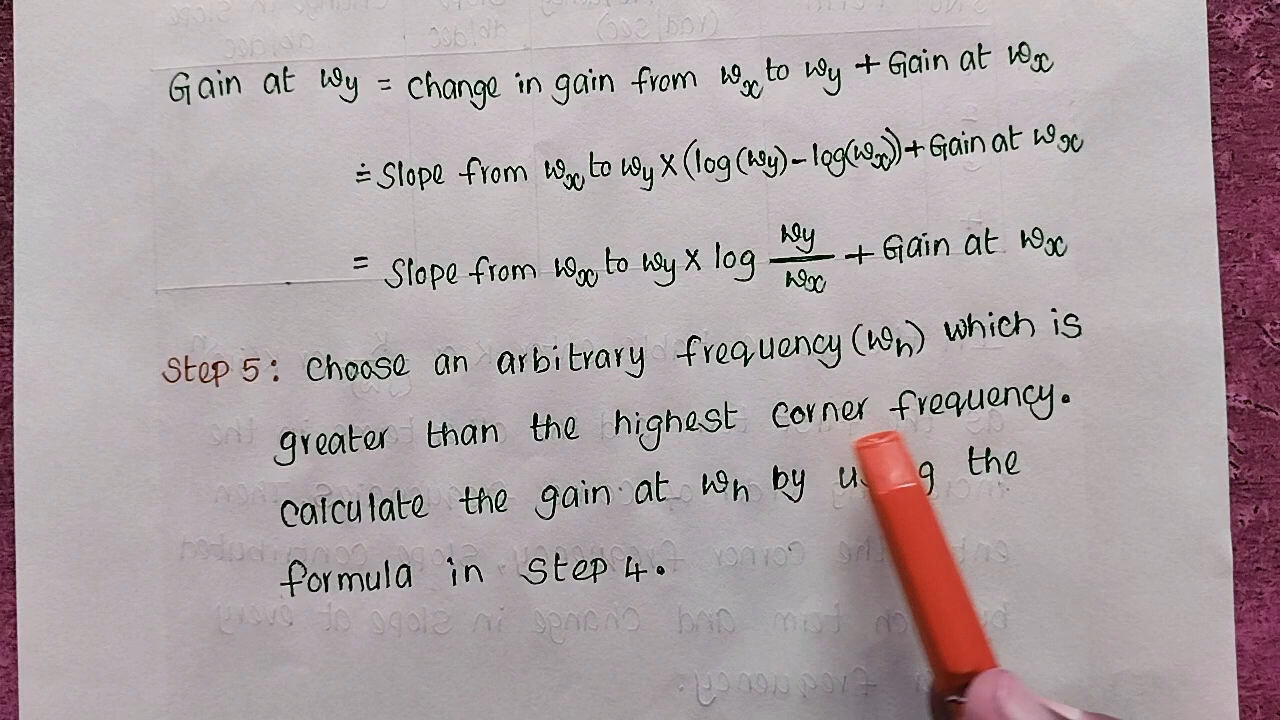 Gain at ωy = change in gain from ωx to ωy + Gain at ωx
= Slope from ωx to ωy × (log(ωy) - log(ωx)) + Gain at ωx
= Slope from ωx to ωy × log ωy/ωx + Gain at ωx
Step 5: choose an arbitrary frequency (ωh) which is
greater than the highest corner frequency.
calculate the gain at ωh by the
formula in step 4.